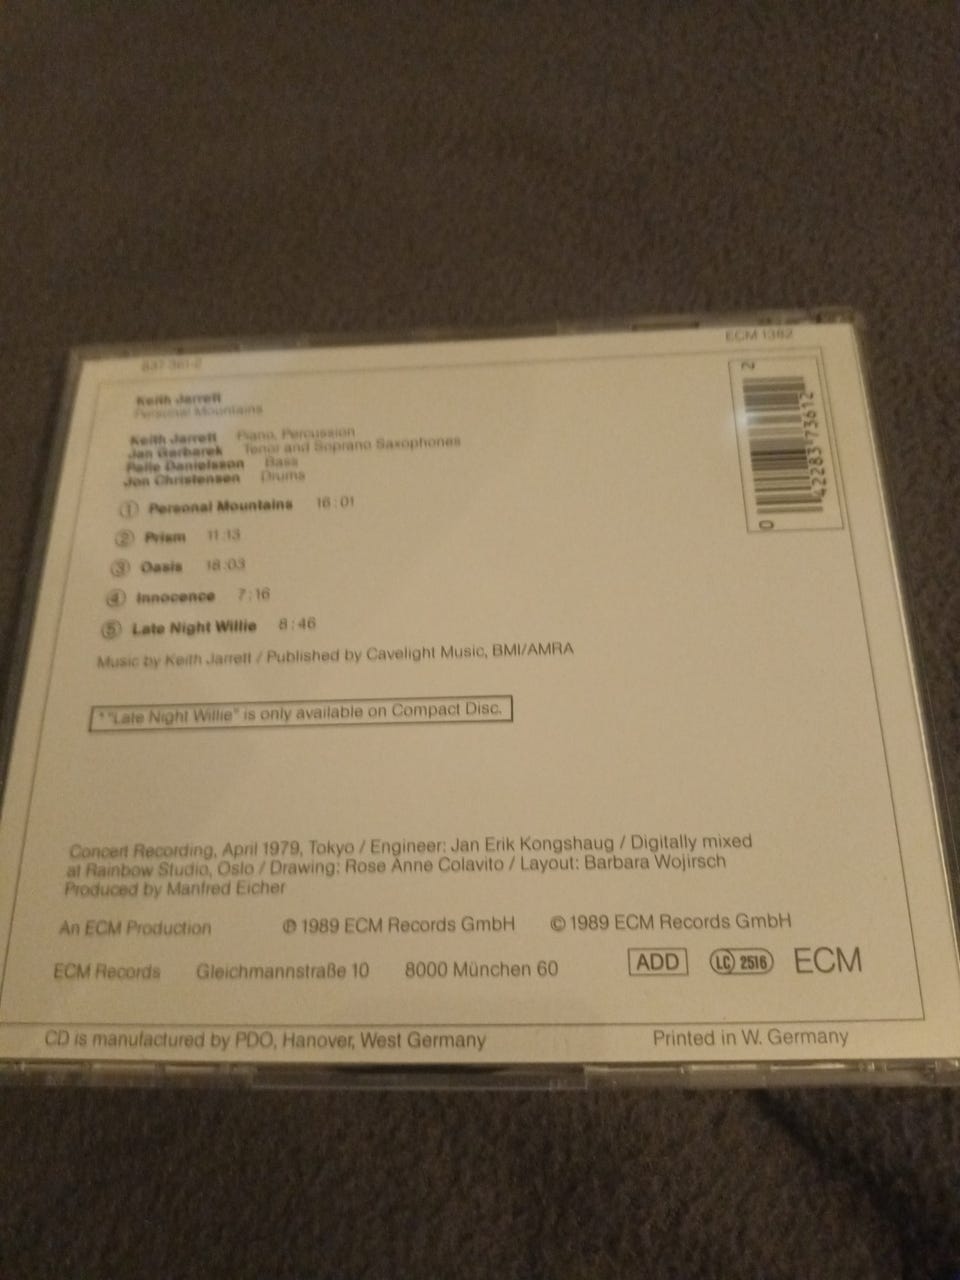 837 361-2
ECM 1382
2
422283 73612
0
Keith Jarrett
Personal Mountains
Keith Jarrett Piano, Percussion
Jan Garbarek Tenor and Soprano Saxophones
Palle Danielsson Bass
Jon Christensen Drums
① Personal Mountains 16:01
② Prism 11:13
③ Oasis 18:03
④ Innocence 7:16
⑤ Late Night Willie 8:46
Music by Keith Jarrett / Published by Cavelight Music, BMI/AMRA
* "Late Night Willie" is only available on Compact Disc.
Concert Recording, April 1979, Tokyo / Engineer: Jan Erik Kongshaug / Digitally mixed
at Rainbow Studio, Oslo / Drawing: Rose Anne Colavito / Layout: Barbara Wojirsch
Produced by Manfred Eicher
An ECM Production ℗ 1989 ECM Records GmbH © 1989 ECM Records GmbH
ECM Records Gleichmannstraße 10 8000 München 60 ADD LC 2516 ECM
CD is manufactured by PDO, Hanover, West Germany Printed in W. Germany